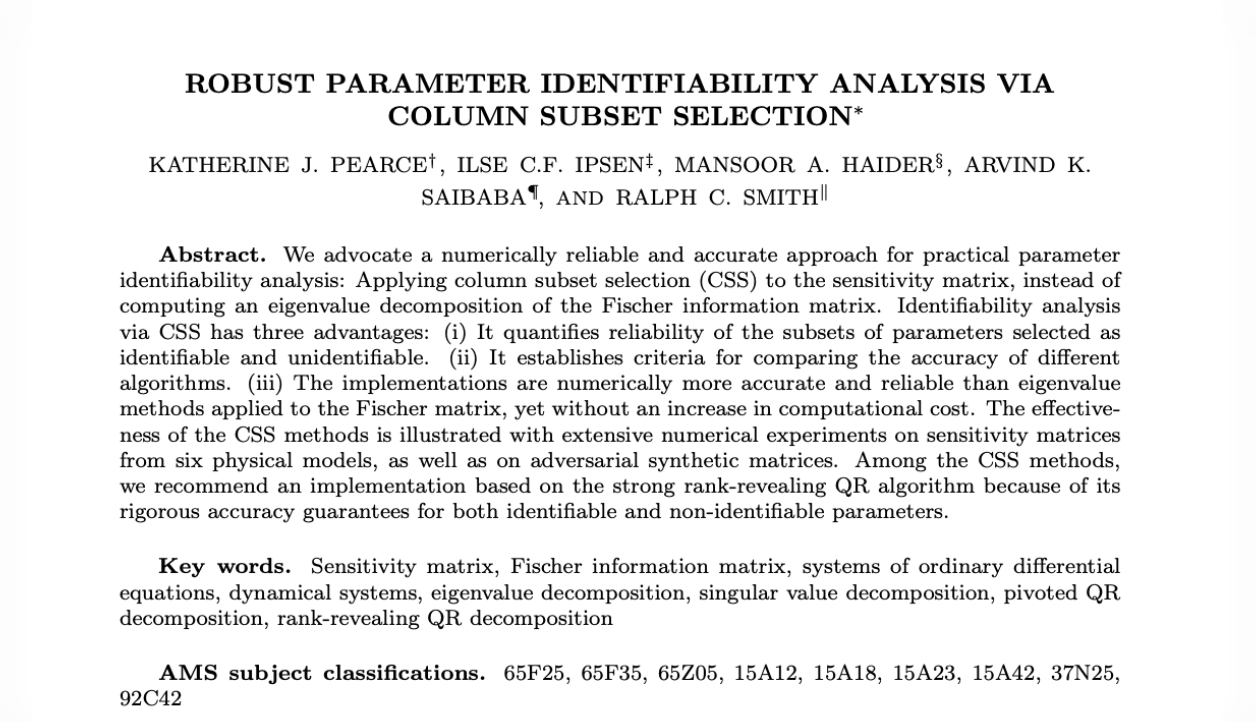 ROBUST PARAMETER IDENTIFIABILITY ANALYSIS VIA
COLUMN SUBSET SELECTION*
KATHERINE J. PEARCE†, ILSE C.F. IPSEN‡, MANSOOR A. HAIDER§, ARVIND K.
SAIBABA¶, AND RALPH C. SMITH‖
Abstract. We advocate a numerically reliable and accurate approach for practical parameter
identifiability analysis: Applying column subset selection (CSS) to the sensitivity matrix, instead of
computing an eigenvalue decomposition of the Fischer information matrix. Identifiability analysis
via CSS has three advantages: (i) It quantifies reliability of the subsets of parameters selected as
identifiable and unidentifiable. (ii) It establishes criteria for comparing the accuracy of different
algorithms. (iii) The implementations are numerically more accurate and reliable than eigenvalue
methods applied to the Fischer matrix, yet without an increase in computational cost. The effective-
ness of the CSS methods is illustrated with extensive numerical experiments on sensitivity matrices
from six physical models, as well as on adversarial synthetic matrices. Among the CSS methods,
we recommend an implementation based on the strong rank-revealing QR algorithm because of its
rigorous accuracy guarantees for both identifiable and non-identifiable parameters.
Key words. Sensitivity matrix, Fischer information matrix, systems of ordinary differential
equations, dynamical systems, eigenvalue decomposition, singular value decomposition, pivoted QR
decomposition, rank-revealing QR decomposition
AMS subject classifications. 65F25, 65F35, 65Z05, 15A12, 15A18, 15A23, 15A42, 37N25,
92C42